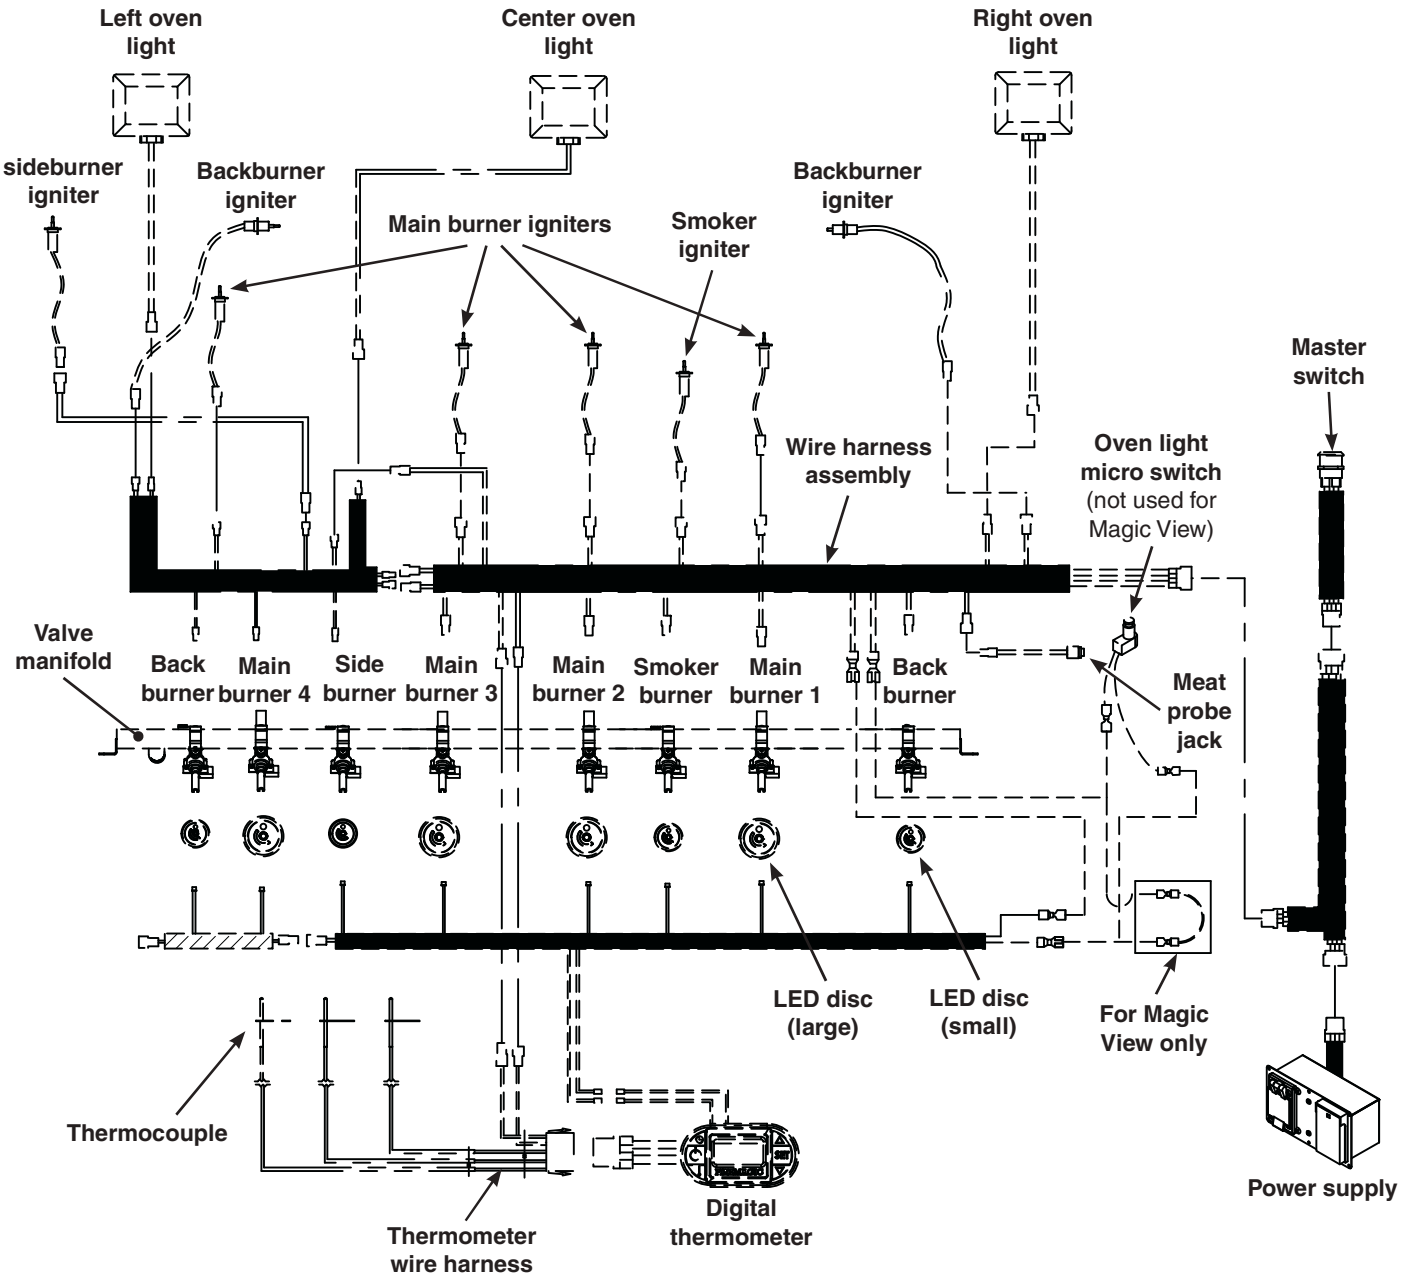 Left oven
light
Center oven
light
Right oven
light
sideburner
igniter
Backburner
igniter
Main burner igniters
Smoker
igniter
Backburner
igniter
Master
switch
Wire harness
assembly
Oven light
micro switch
(not used for
Magic View)
Valve
manifold
Back
burner
Main
burner 4
Side
burner
Main
burner 3
Main
burner 2
Smoker
burner
Main
burner 1
Back
burner
Meat
probe
jack
LED disc
(large)
LED disc
(small)
For Magic
View only
Thermocouple
SET
Power supply
Digital
thermometer
Thermometer
wire harness